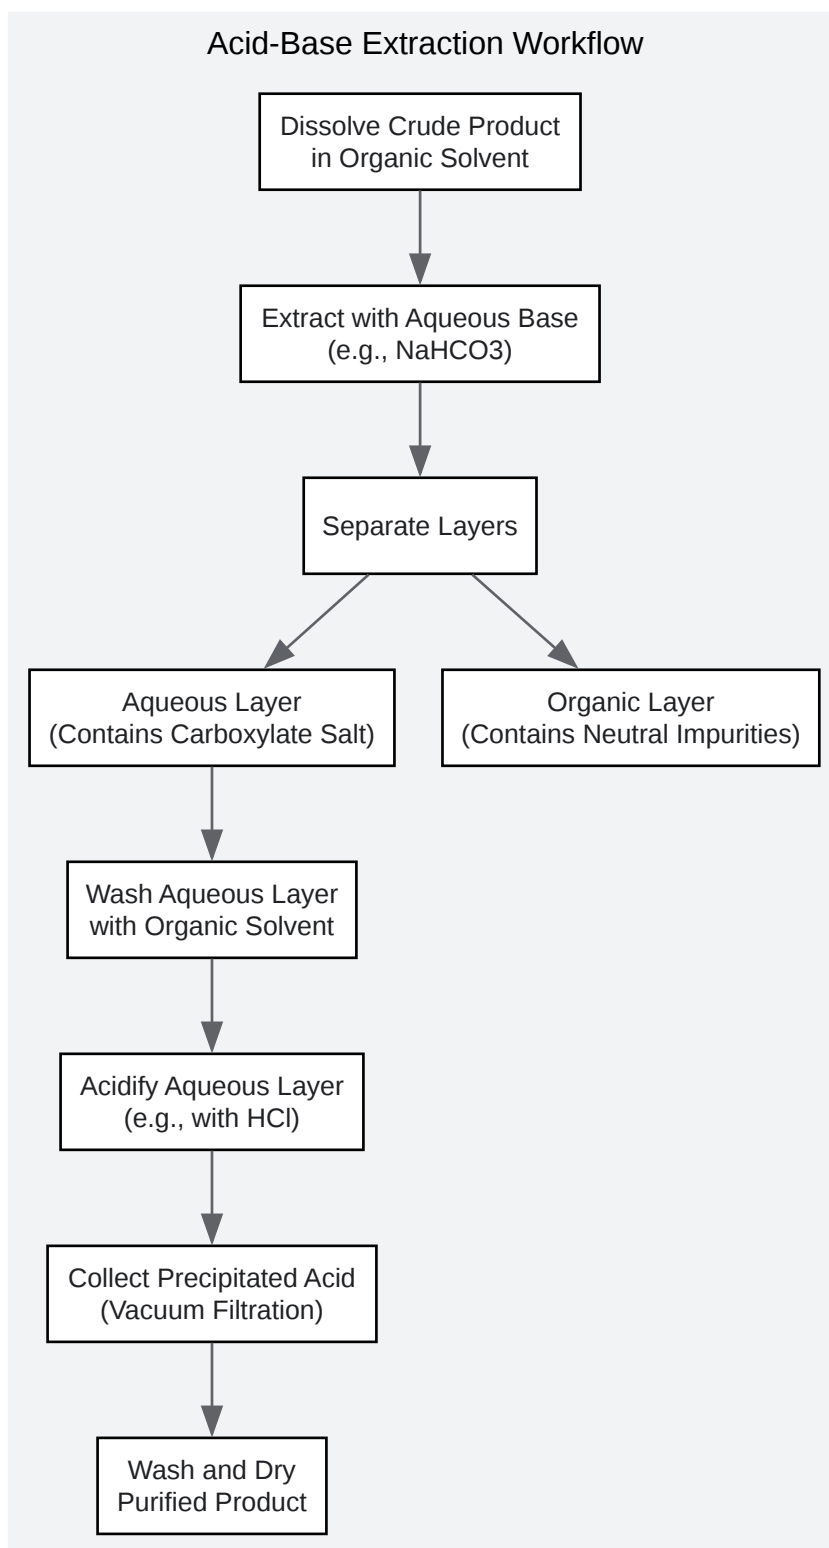 Acid-Base Extraction Workflow
Dissolve Crude Product
in Organic Solvent
Extract with Aqueous Base
(e.g., NaHCO3)
Separate Layers
Aqueous Layer
(Contains Carboxylate Salt)
Organic Layer
(Contains Neutral Impurities)
Wash Aqueous Layer
with Organic Solvent
Acidify Aqueous Layer
(e.g., with HCl)
Collect Precipitated Acid
(Vacuum Filtration)
Wash and Dry
Purified Product